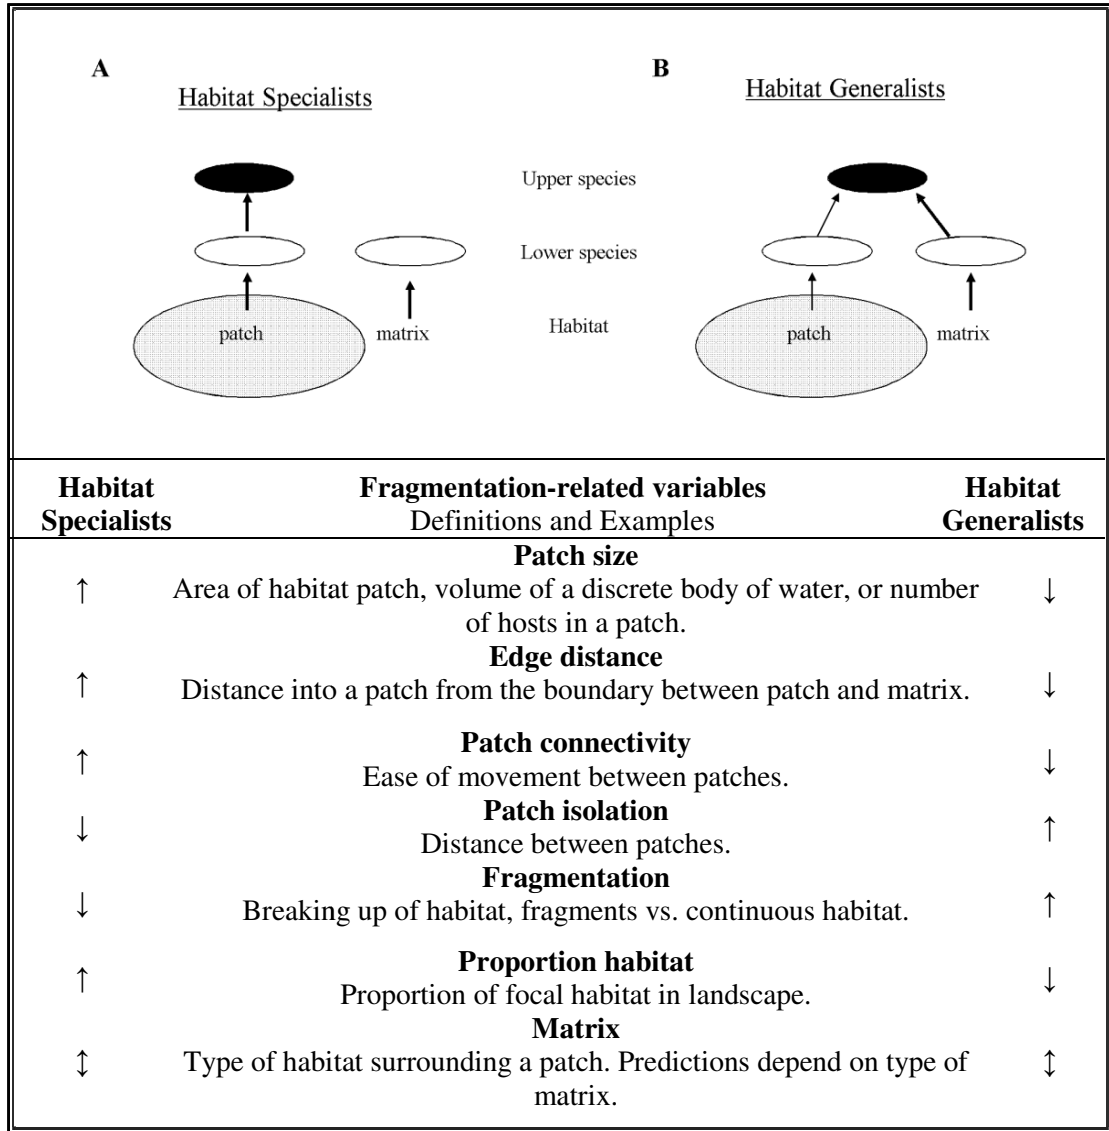 A
Habitat Specialists
B
Habitat Generalists
Upper species
Lower species
Habitat
patch
matrix
patch
matrix
Habitat Specialists
Fragmentation-related variables
Definitions and Examples
Habitat Generalists
Patch size
↑
Area of habitat patch, volume of a discrete body of water, or number
of hosts in a patch.
↓
Edge distance
↑
Distance into a patch from the boundary between patch and matrix.
↓
Patch connectivity
↑
Ease of movement between patches.
↓
Patch isolation
↓
Distance between patches.
↑
Fragmentation
↓
Breaking up of habitat, fragments vs. continuous habitat.
↑
Proportion habitat
↑
Proportion of focal habitat in landscape.
↓
Matrix
↕
Type of habitat surrounding a patch. Predictions depend on type of
matrix.
↕